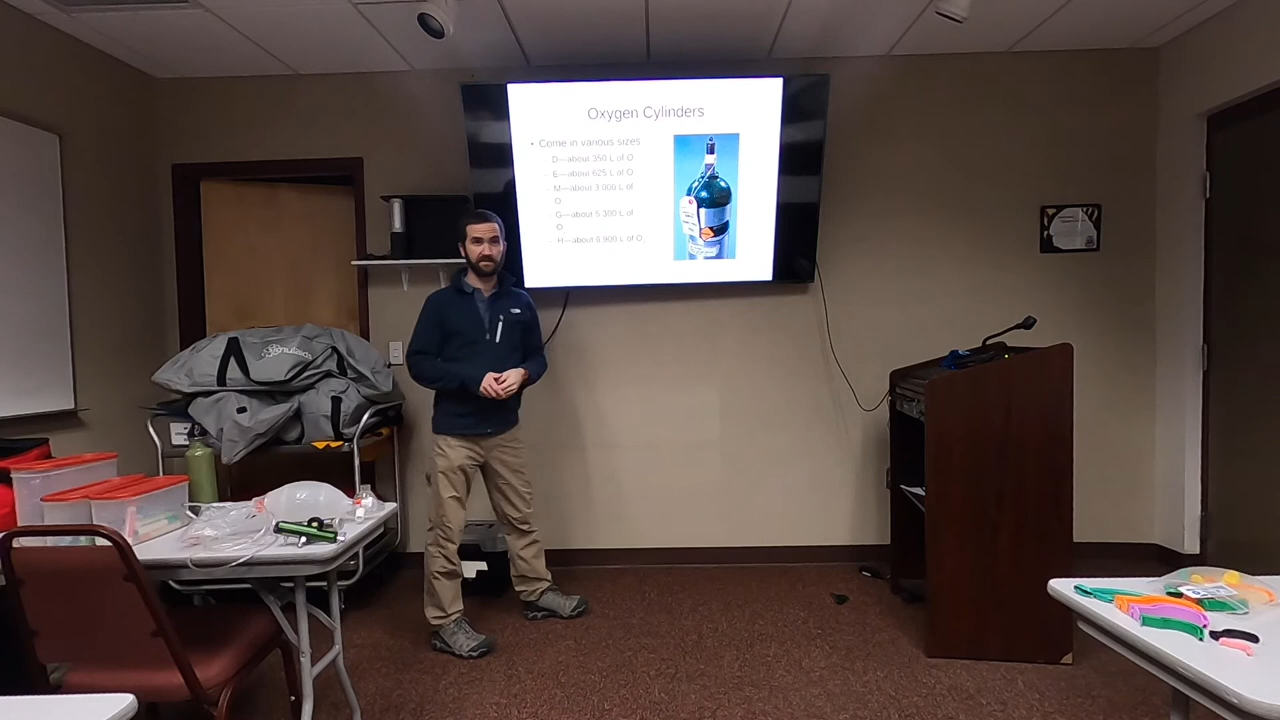 Oxygen Cylinders
• Come in various sizes
D—about 350 L of O
– E—about 625 L of O
– M—about 3 000 L of
O
G—about 5 300 L of
O
– H—about 6 900 L of O₂